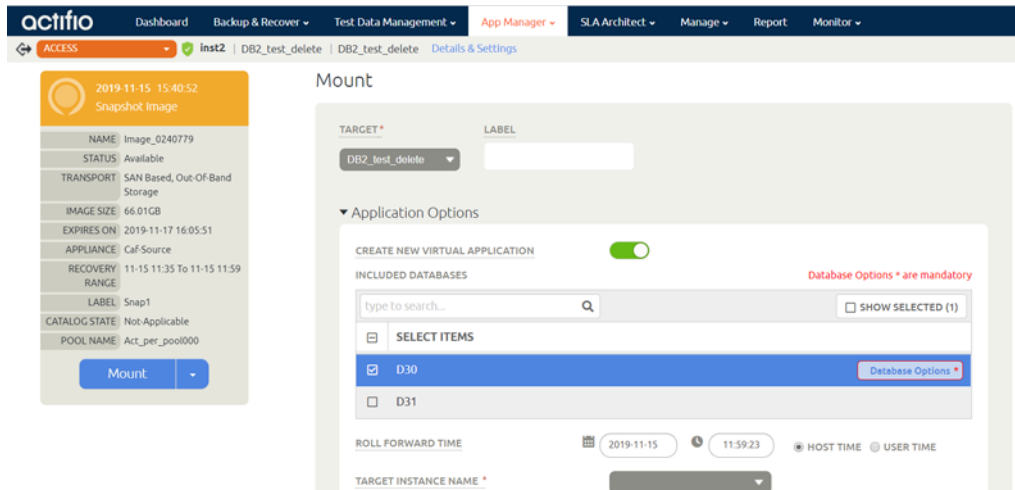 actifio Dashboard Backup & Recover Test Data Management App Manager SLA Architect Manage Report Monitor
ACCESS inst2 | DB2_test_delete | DB2_test_delete Details & Settings
2019-11-15 15:40:52
Snapshot Image
NAME Image_0240779
STATUS Available
TRANSPORT SAN Based, Out-Of-Band
Storage
IMAGE SIZE 66.01GB
EXPIRES ON 2019-11-17 16:05:51
APPLIANCE Caf-Source
RECOVERY 11-15 11:35 To 11-15 11:59
RANGE
LABEL Snap1
CATALOG STATE Not-Applicable
POOL NAME Act_per_pool000
Mount
Mount
TARGET* LABEL
DB2_test_delete
Application Options
CREATE NEW VIRTUAL APPLICATION
INCLUDED DATABASES Database Options * are mandatory
type to search... SHOW SELECTED (1)
SELECT ITEMS
D30 Database Options *
D31
ROLL FORWARD TIME 2019-11-15 11:59:23 HOST TIME USER TIME
TARGET INSTANCE NAME *